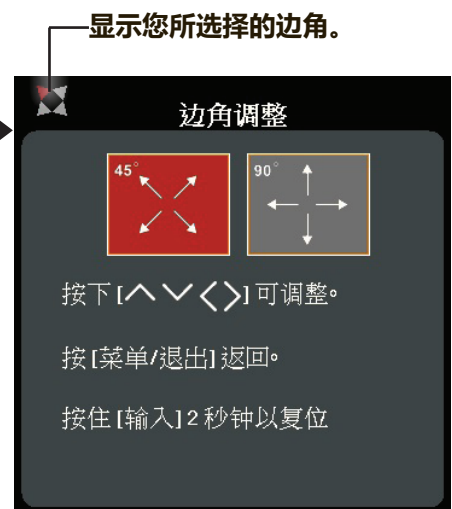 显示您所选择的边角。
边角调整
45° 90°
按下 [∧∨<>] 可调整。
按 [菜单/退出] 返回。
按住 [输入] 2 秒钟以复位